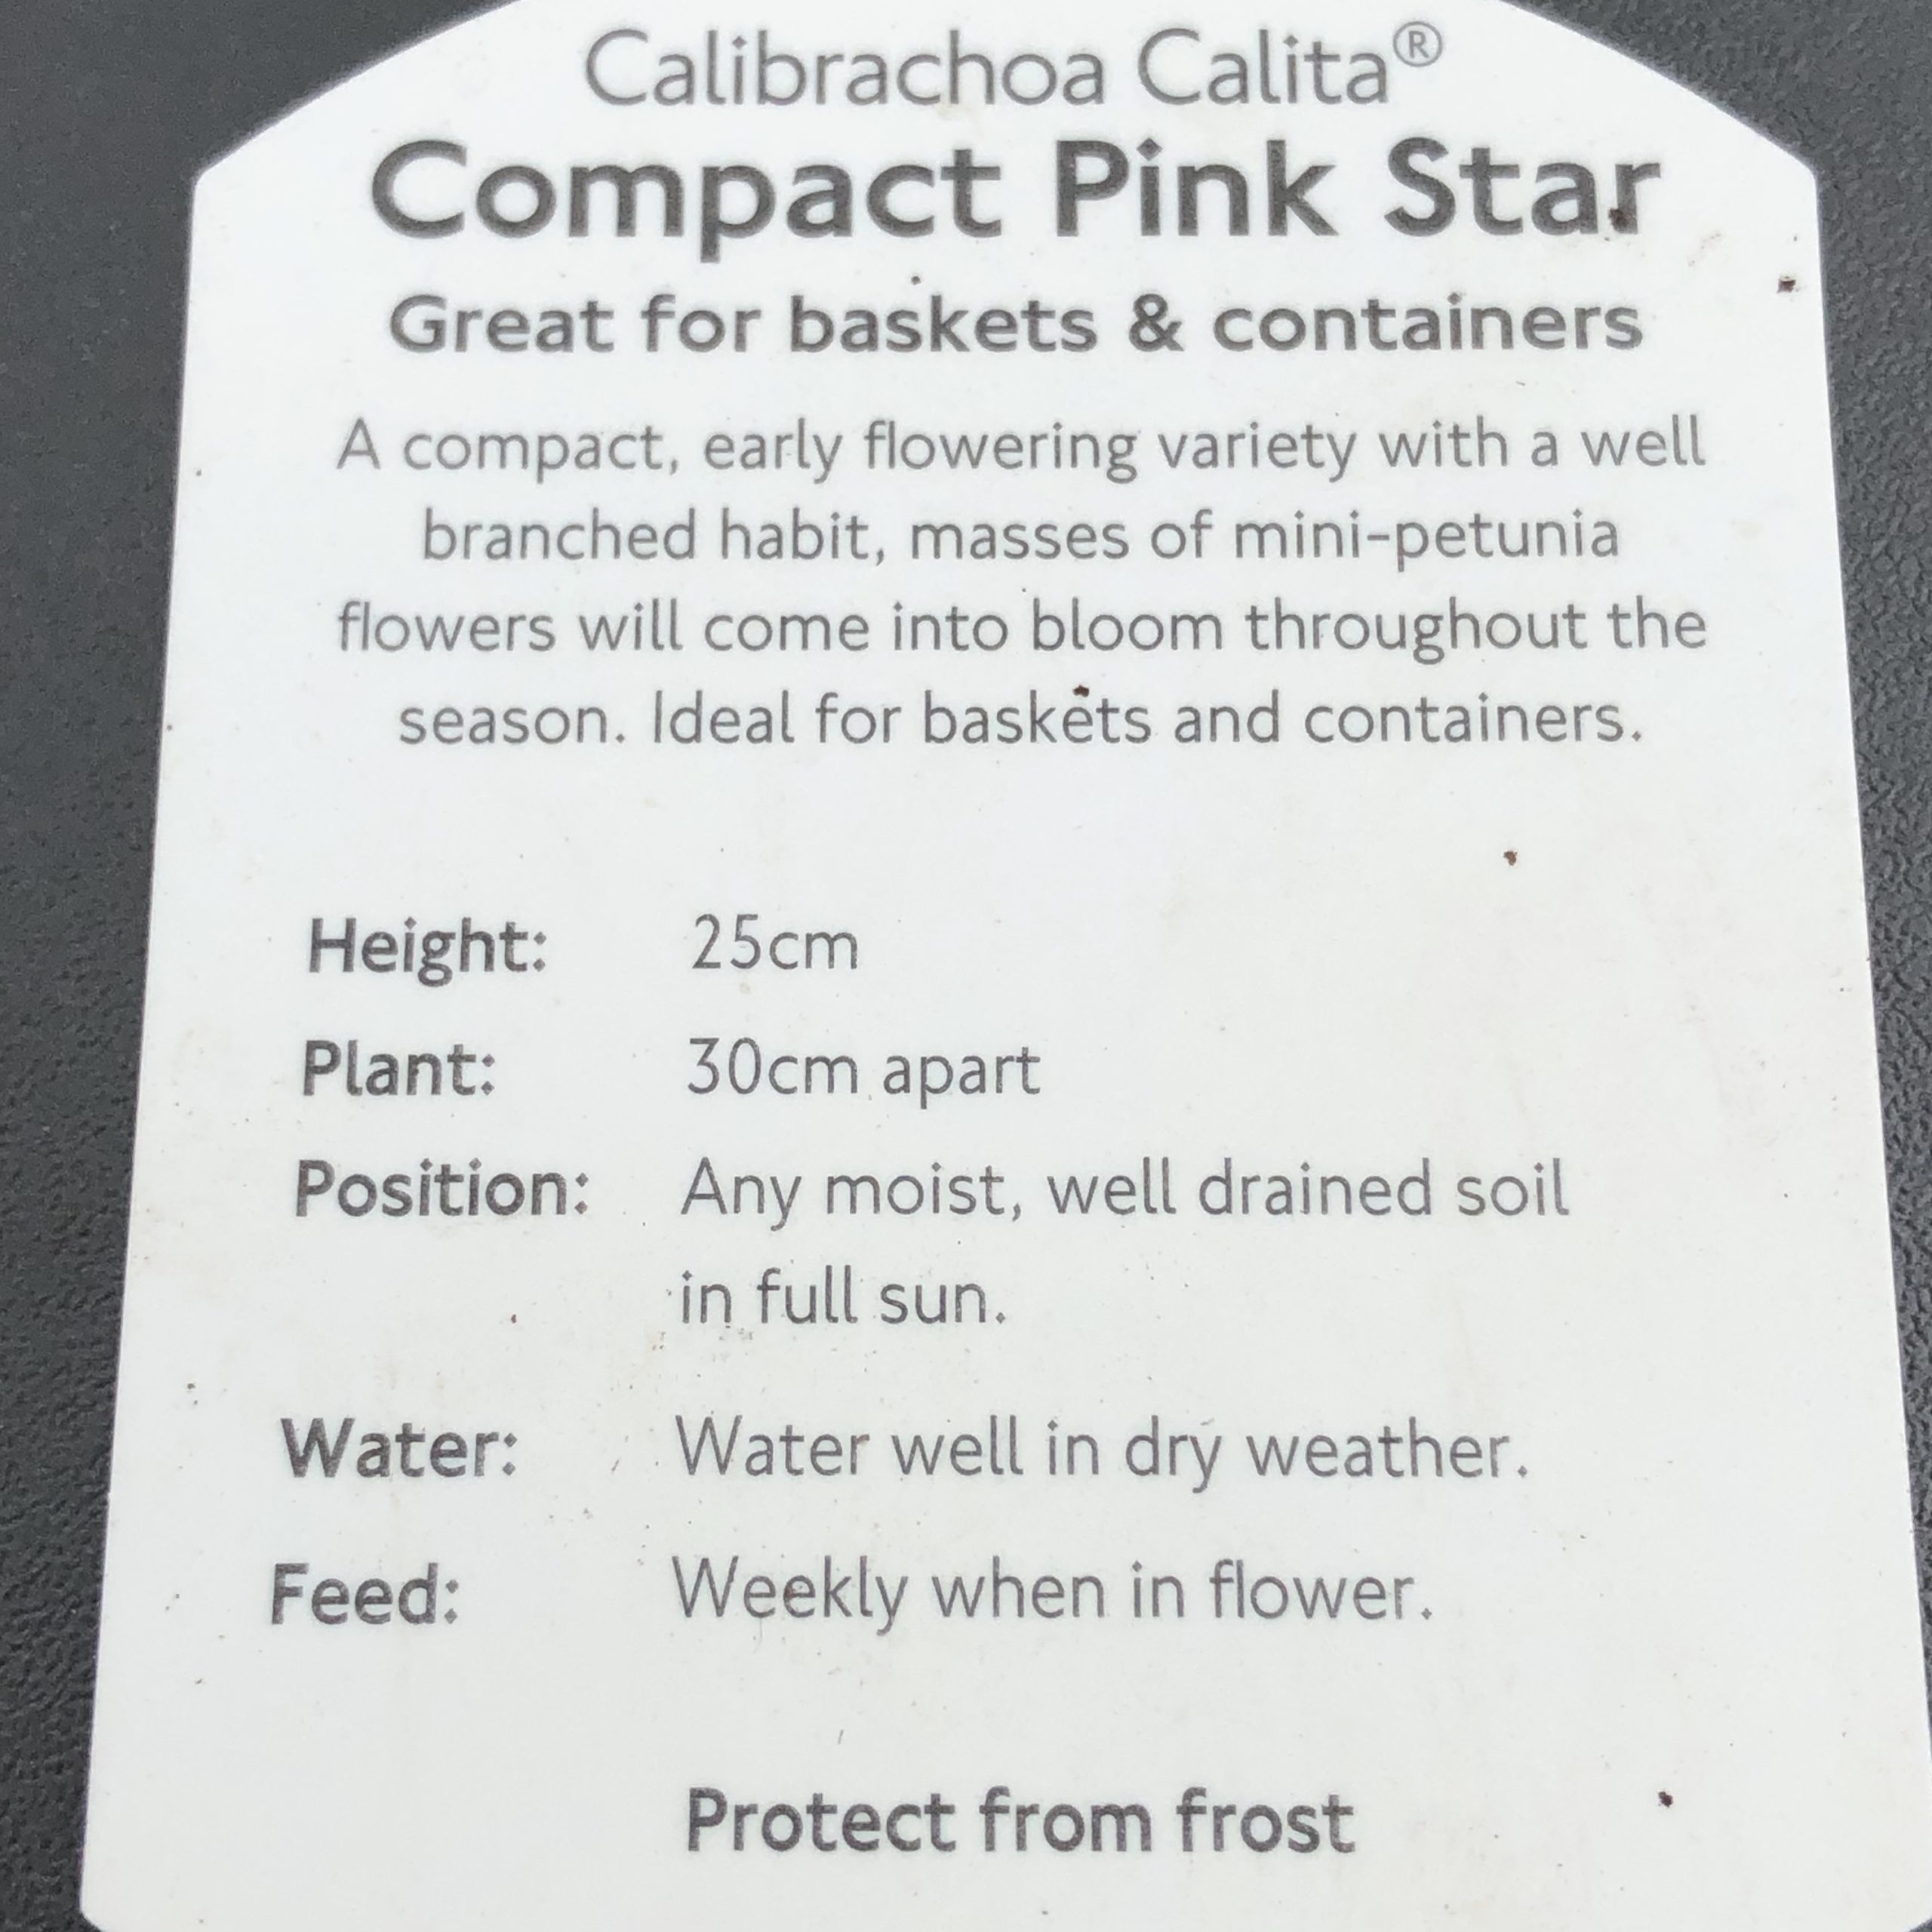 Calibrachoa Calita®
Compact Pink Star
Great for baskets & containers
A compact, early flowering variety with a well
branched habit, masses of mini-petunia
flowers will come into bloom throughout the
season. Ideal for baskets and containers.
Height: 25cm
Plant: 30cm apart
Position: Any moist, well drained soil
in full sun.
Water: Water well in dry weather.
Feed: Weekly when in flower.
Protect from frost